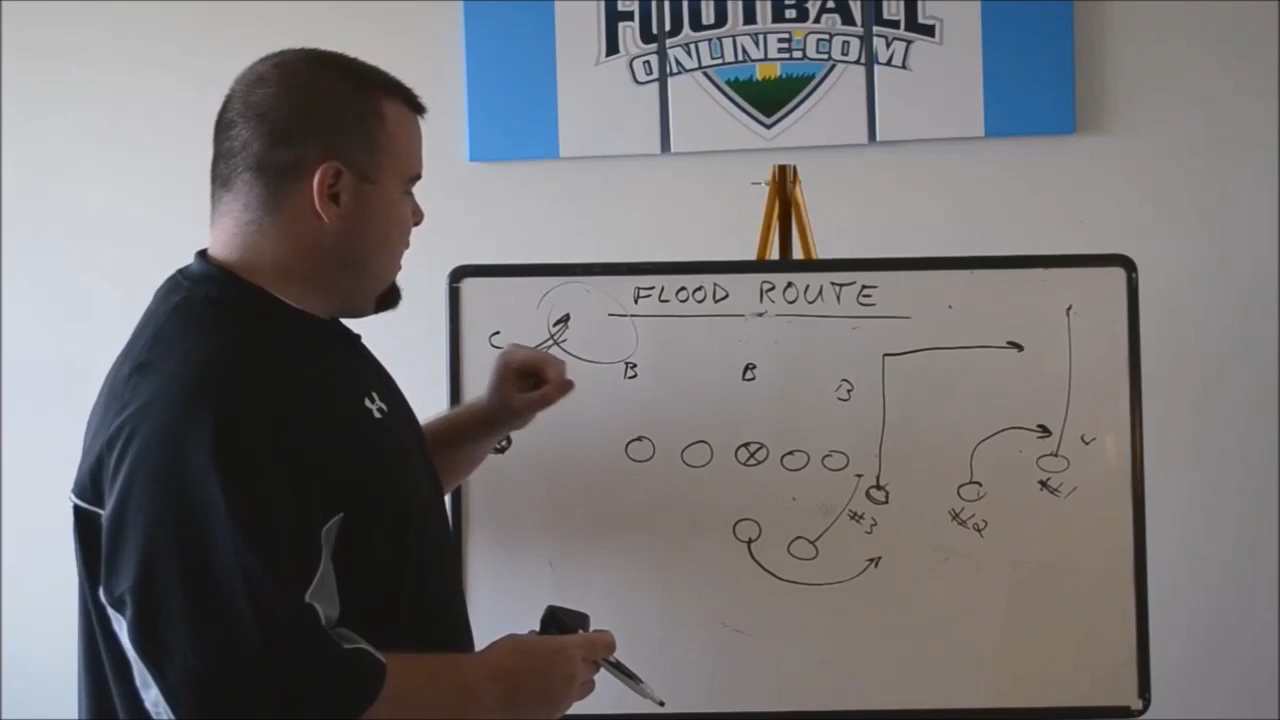 FOOTBALL
ONLINE.COM
FLOOD ROUTE
C
B B B
C
#3 #2 #1